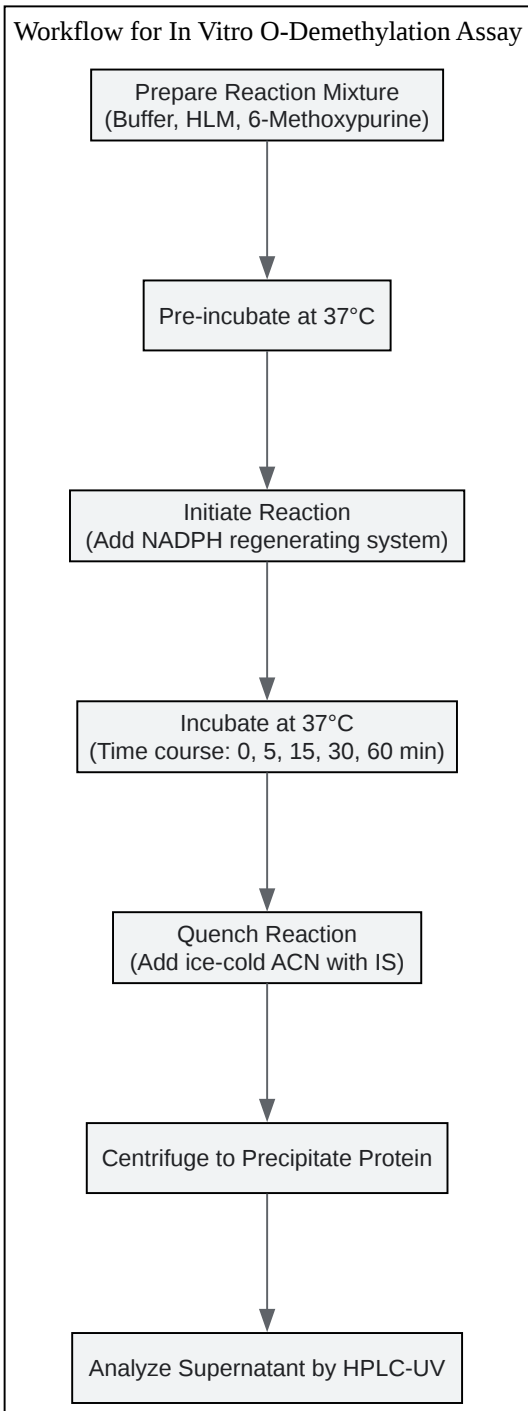 Workflow for In Vitro O-Demethylation Assay
Prepare Reaction Mixture
(Buffer, HLM, 6-Methoxypurine)
Pre-incubate at 37°C
Initiate Reaction
(Add NADPH regenerating system)
Incubate at 37°C
(Time course: 0, 5, 15, 30, 60 min)
Quench Reaction
(Add ice-cold ACN with IS)
Centrifuge to Precipitate Protein
Analyze Supernatant by HPLC-UV